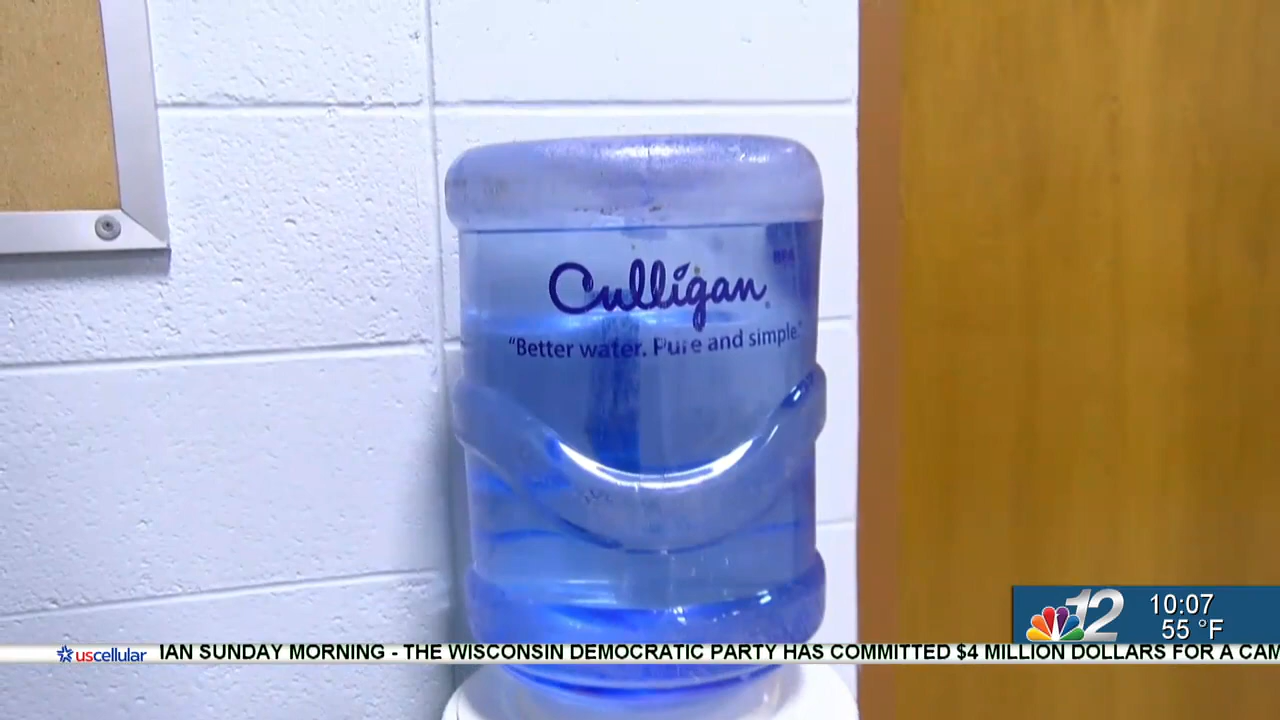 BPA
Culligan®
"Better water. Pure and simple."
12
10:07
55 °F
uscellular
IAN SUNDAY MORNING - THE WISCONSIN DEMOCRATIC PARTY HAS COMMITTED $4 MILLION DOLLARS FOR A CAM